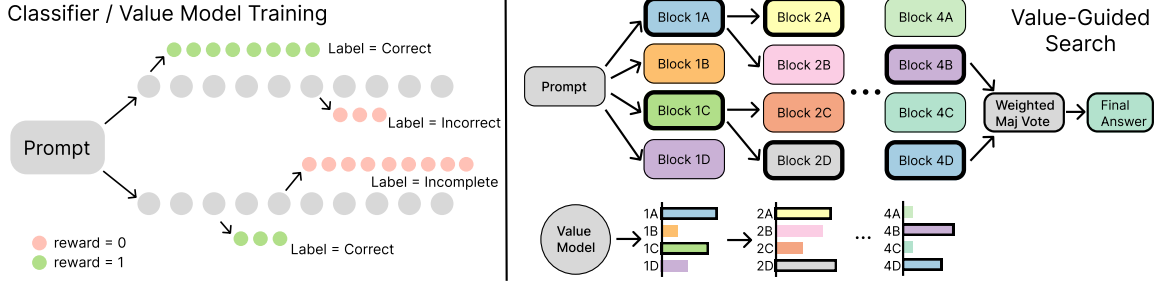 Classifier / Value Model Training
Label = Correct
Label = Incorrect
Prompt
Label = Incomplete
Label = Correct
reward = 0
reward = 1
Value-Guided
Search
Prompt
Block 1A
Block 1B
Block 1C
Block 1D
Block 2A
Block 2B
Block 2C
Block 2D
Block 4A
Block 4B
Block 4C
Block 4D
Weighted
Maj Vote
Final
Answer
Value
Model
1A
1B
1C
1D
2A
2B
2C
2D
...
4A
4B
4C
4D